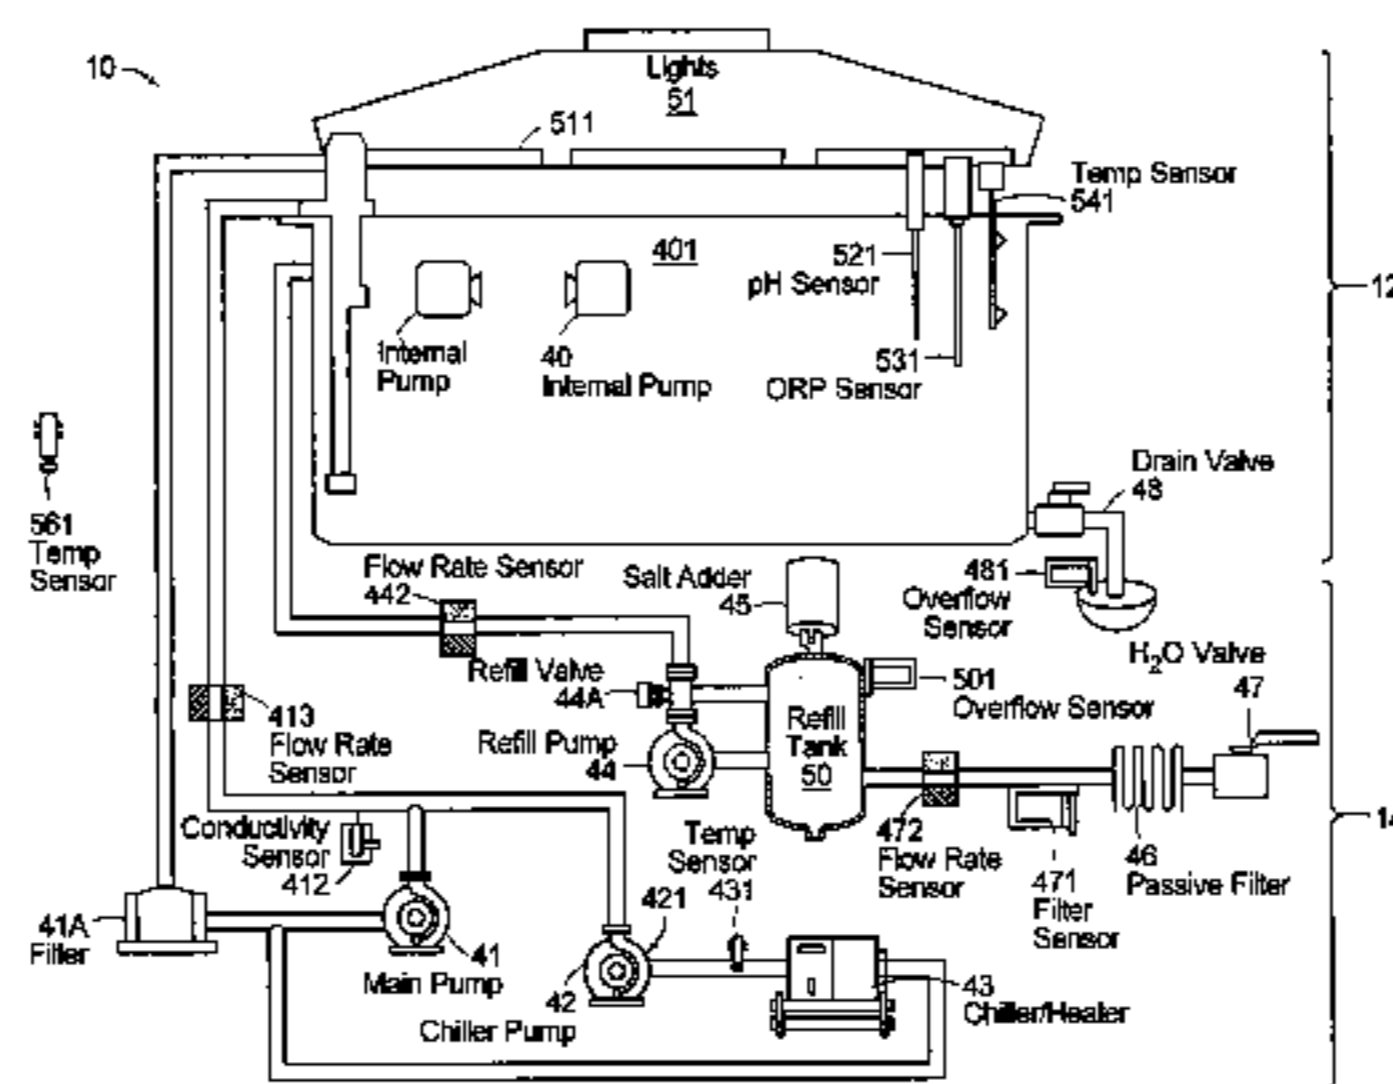 10
Lights
51
511
Temp Sensor
541
401
521
pH Sensor
12
Internal
Pump
40
Internal Pump
531
ORP Sensor
561
Temp
Sensor
Drain Valve
48
Flow Rate Sensor
442
Salt Adder
45
481
Overflow
Sensor
H₂O Valve
47
Refill Valve
44A
501
Overflow Sensor
413
Flow Rate
Sensor
Refill Pump
44
Refill
Tank
50
Conductivity
Sensor
412
Temp
Sensor
431
472
Flow Rate
Sensor
46
Passive Filter
471
Filter
Sensor
41A
Filter
421
41
Main Pump
42
Chiller Pump
43
Chiller/Heater